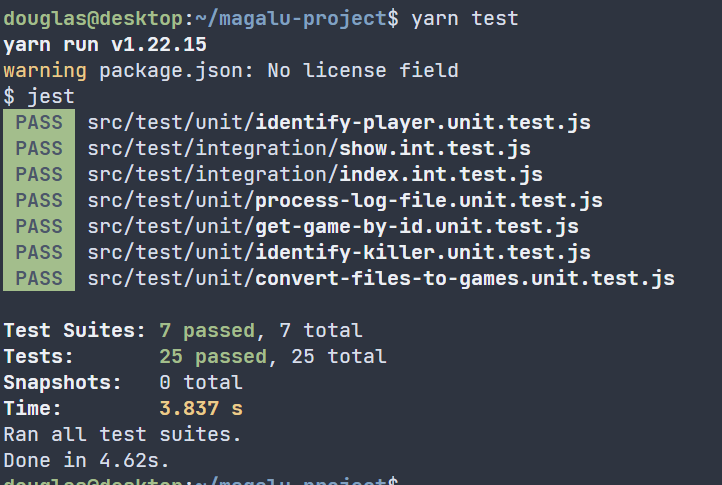 douglas@desktop:~/magalu-project$ yarn test
yarn run v1.22.15
warning package.json: No license field
$ jest
PASS src/test/unit/identify-player.unit.test.js
PASS src/test/integration/show.int.test.js
PASS src/test/integration/index.int.test.js
PASS src/test/unit/process-log-file.unit.test.js
PASS src/test/unit/get-game-by-id.unit.test.js
PASS src/test/unit/identify-killer.unit.test.js
PASS src/test/unit/convert-files-to-games.unit.test.js
Test Suites: 7 passed, 7 total
Tests: 25 passed, 25 total
Snapshots: 0 total
Time: 3.837 s
Ran all test suites.
Done in 4.62s.
douglas@desktop:~/magalu-project$